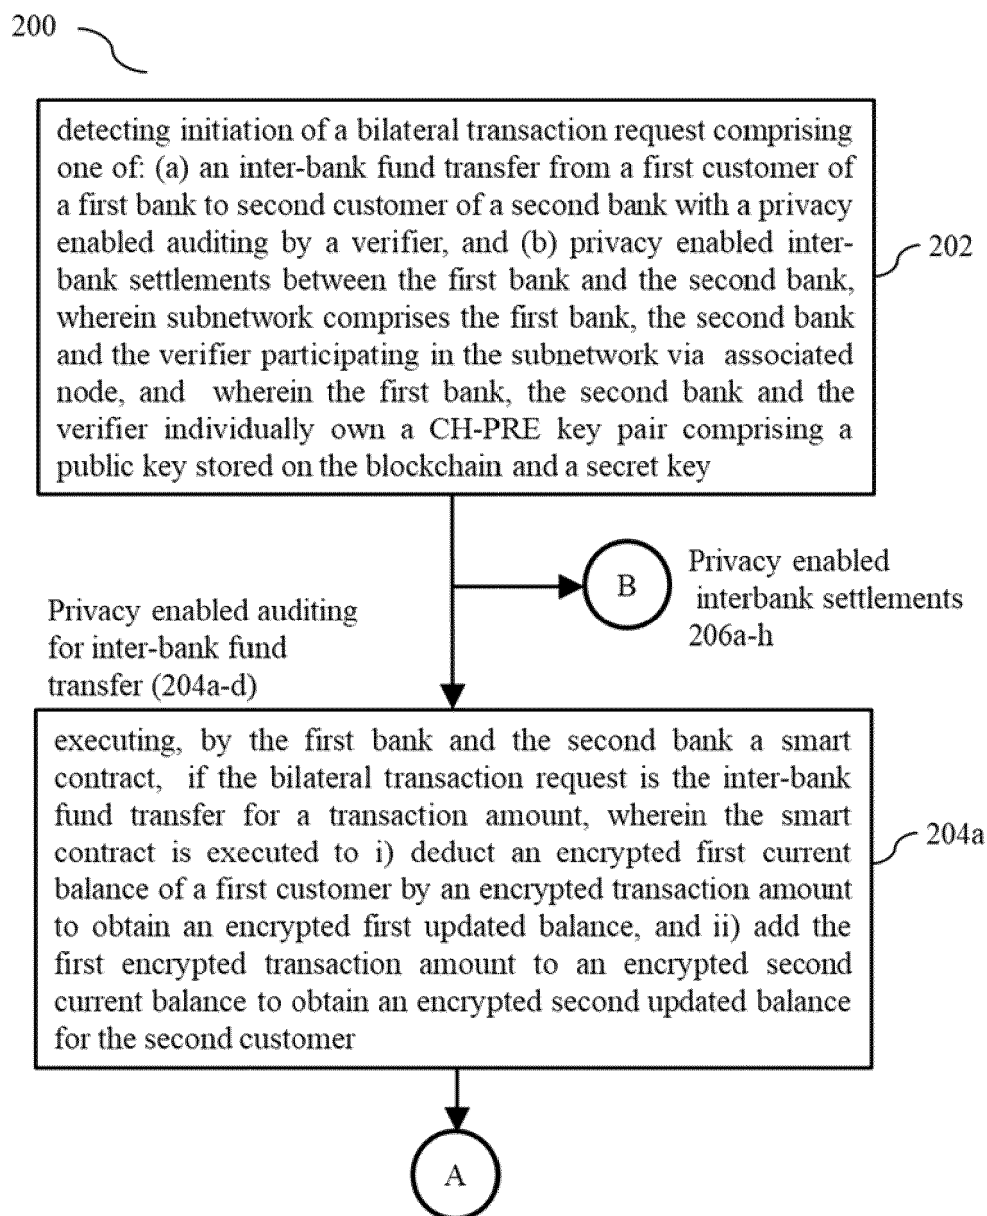 200
detecting initiation of a bilateral transaction request comprising
one of: (a) an inter-bank fund transfer from a first customer of
a first bank to second customer of a second bank with a privacy
enabled auditing by a verifier, and (b) privacy enabled inter-
bank settlements between the first bank and the second bank,
wherein subnetwork comprises the first bank, the second bank
and the verifier participating in the subnetwork via associated
node, and wherein the first bank, the second bank and the
verifier individually own a CH-PRE key pair comprising a
public key stored on the blockchain and a secret key
202
B
Privacy enabled
interbank settlements
206a-h
Privacy enabled auditing
for inter-bank fund
transfer (204a-d)
executing, by the first bank and the second bank a smart
contract, if the bilateral transaction request is the inter-bank
fund transfer for a transaction amount, wherein the smart
contract is executed to i) deduct an encrypted first current
balance of a first customer by an encrypted transaction amount
to obtain an encrypted first updated balance, and ii) add the
first encrypted transaction amount to an encrypted second
current balance to obtain an encrypted second updated balance
for the second customer
204a
A